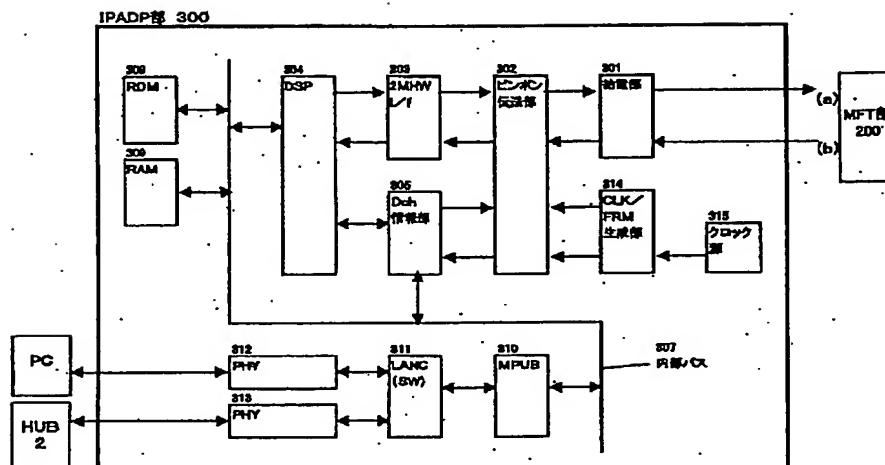 IPADP部 300
309
ROM
309
RAM
304
DSP
303
2MHW
I/f
302
ピンポン
伝送部
301
給電部
(a)
(b)
MFT部
200
305
Dch
情報部
314
CLK/
FRM
生成部
315
クロック
部
PC
HUB
2
312
PHY
313
PHY
311
LANC
(SW)
310
MPUB
307
内部バス